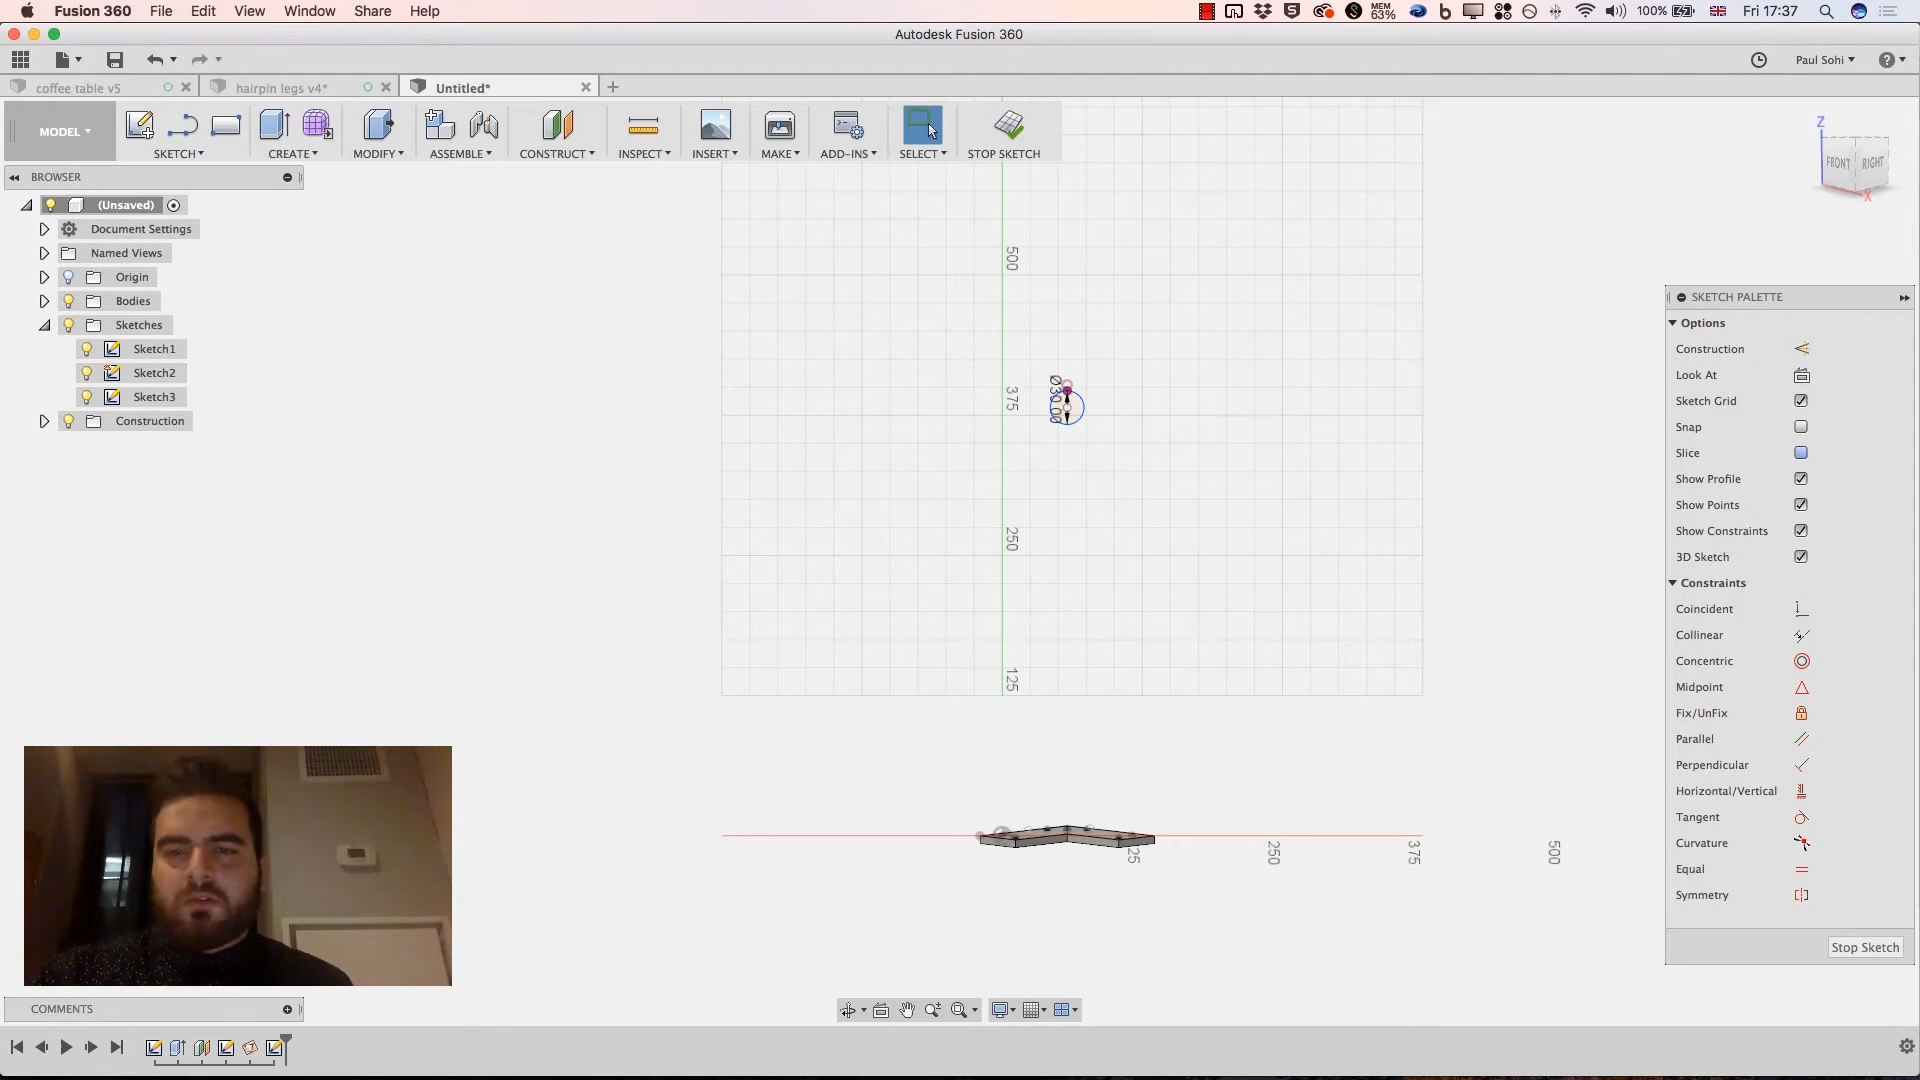 Fusion 360 File Edit View Window Share Help MEM 63% 100% Fri 17:37
Autodesk Fusion 360
Paul Sohi
coffee table v5 hairpin legs v4* Untitled*
MODEL
SKETCH CREATE MODIFY ASSEMBLE CONSTRUCT INSPECT INSERT MAKE ADD-INS SELECT STOP SKETCH
BROWSER
(Unsaved)
Document Settings
Named Views
Origin
Bodies
Sketches
Sketch1
Sketch2
Sketch3
Construction
Z
FRONT RIGHT
X
500
375
250
125
Ø30.00
25
250
375
500
SKETCH PALETTE
Options
Construction
Look At
Sketch Grid
Snap
Slice
Show Profile
Show Points
Show Constraints
3D Sketch
Constraints
Coincident
Collinear
Concentric
Midpoint
Fix/UnFix
Parallel
Perpendicular
Horizontal/Vertical
Tangent
Curvature
Equal
Symmetry
Stop Sketch
COMMENTS